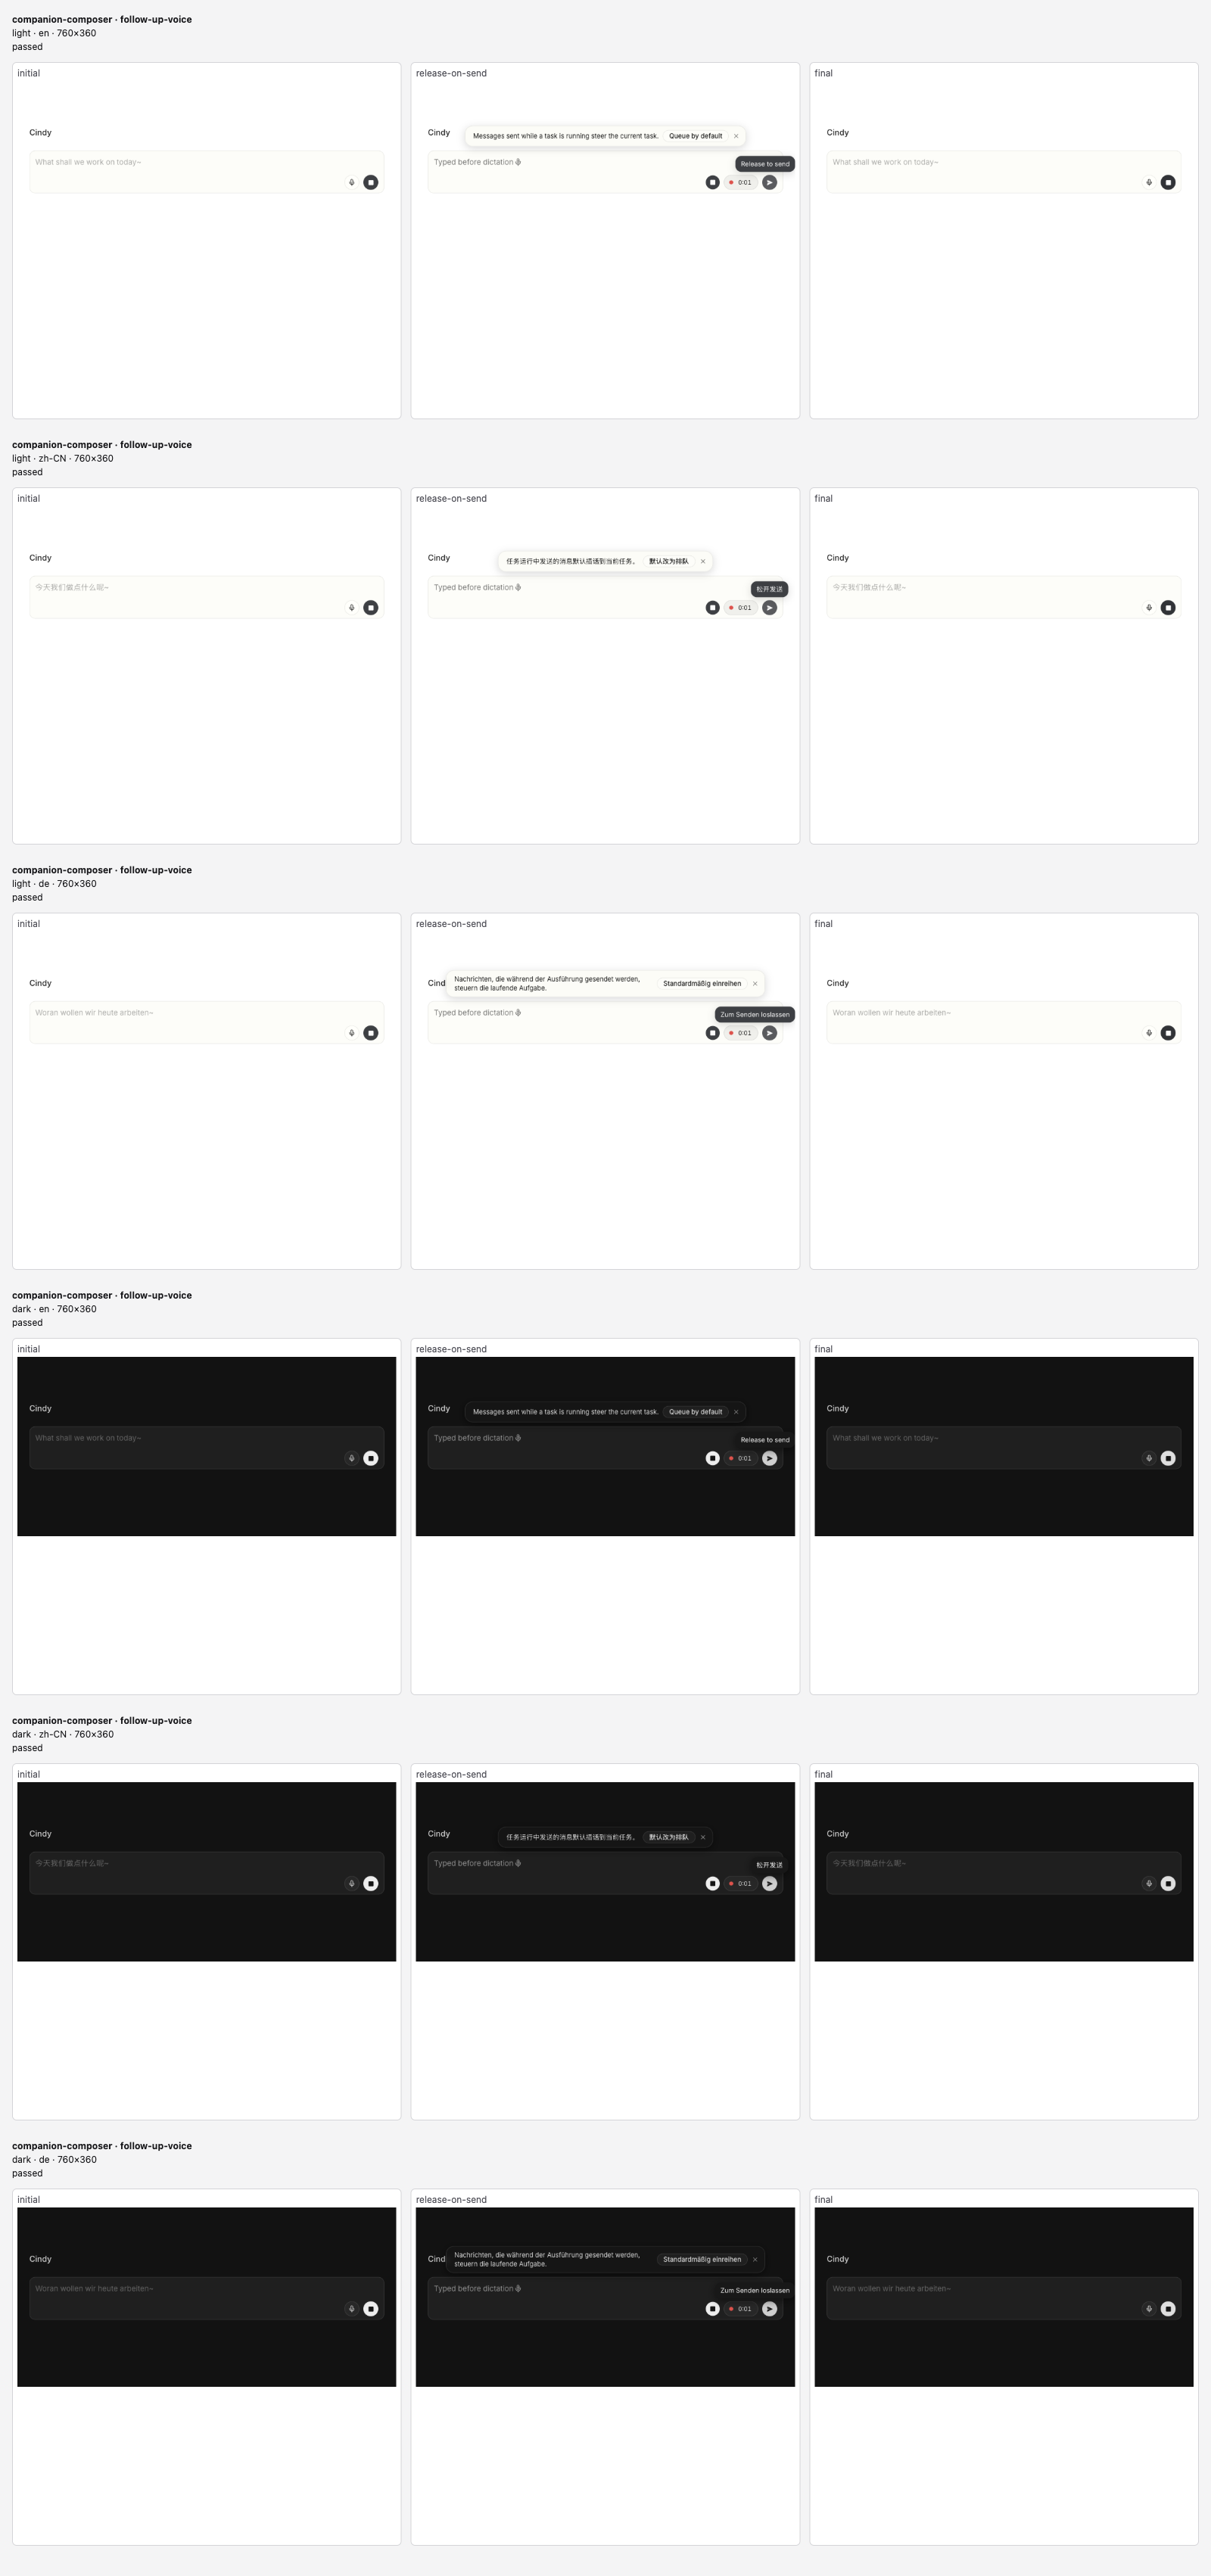 companion-composer · follow-up-voice
light · en · 760×360
passed
initial
Cindy
What shall we work on today~
release-on-send
Cindy
Messages sent while a task is running steer the current task. Queue by default ×
Typed before dictation
Release to send
0:01
final
Cindy
What shall we work on today~
companion-composer · follow-up-voice
light · zh-CN · 760×360
passed
initial
Cindy
今天我们做点什么呢~
release-on-send
Cindy
任务运行中发送的消息默认插话到当前任务。 默认改为排队 ×
Typed before dictation
松开发送
0:01
final
Cindy
今天我们做点什么呢~
companion-composer · follow-up-voice
light · de · 760×360
passed
initial
Cindy
Woran wollen wir heute arbeiten~
release-on-send
Cind
Nachrichten, die während der Ausführung gesendet werden,
steuern die laufende Aufgabe.
Standardmäßig einreihen ×
Typed before dictation
Zum Senden loslassen
0:01
final
Cindy
Woran wollen wir heute arbeiten~
companion-composer · follow-up-voice
dark · en · 760×360
passed
initial
Cindy
What shall we work on today~
release-on-send
Cindy
Messages sent while a task is running steer the current task. Queue by default ×
Typed before dictation
Release to send
0:01
final
Cindy
What shall we work on today~
companion-composer · follow-up-voice
dark · zh-CN · 760×360
passed
initial
Cindy
今天我们做点什么呢~
release-on-send
Cindy
任务运行中发送的消息默认插话到当前任务。 默认改为排队 ×
Typed before dictation
松开发送
0:01
final
Cindy
今天我们做点什么呢~
companion-composer · follow-up-voice
dark · de · 760×360
passed
initial
Cindy
Woran wollen wir heute arbeiten~
release-on-send
Cind
Nachrichten, die während der Ausführung gesendet werden,
steuern die laufende Aufgabe.
Standardmäßig einreihen ×
Typed before dictation
Zum Senden loslassen
0:01
final
Cindy
Woran wollen wir heute arbeiten~